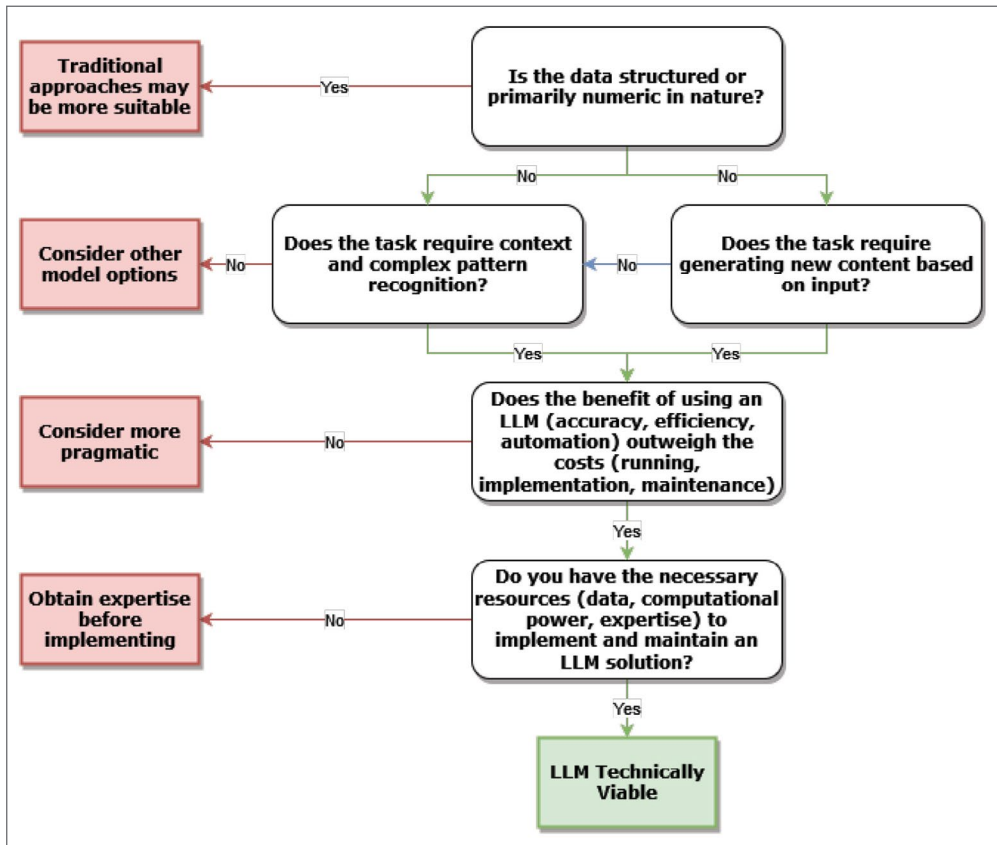 Traditional
approaches may
be more suitable
Yes
Is the data structured or
primarily numeric in nature?
No
No
Consider other
model options
No
Does the task require context
and complex pattern
recognition?
No
Does the task require
generating new content based
on input?
Yes
Yes
Consider more
pragmatic
No
Does the benefit of using an
LLM (accuracy, efficiency,
automation) outweigh the
costs (running,
implementation, maintenance)
Yes
Obtain expertise
before
implementing
No
Do you have the necessary
resources (data, computational
power, expertise) to
implement and maintain an
LLM solution?
Yes
LLM Technically
Viable